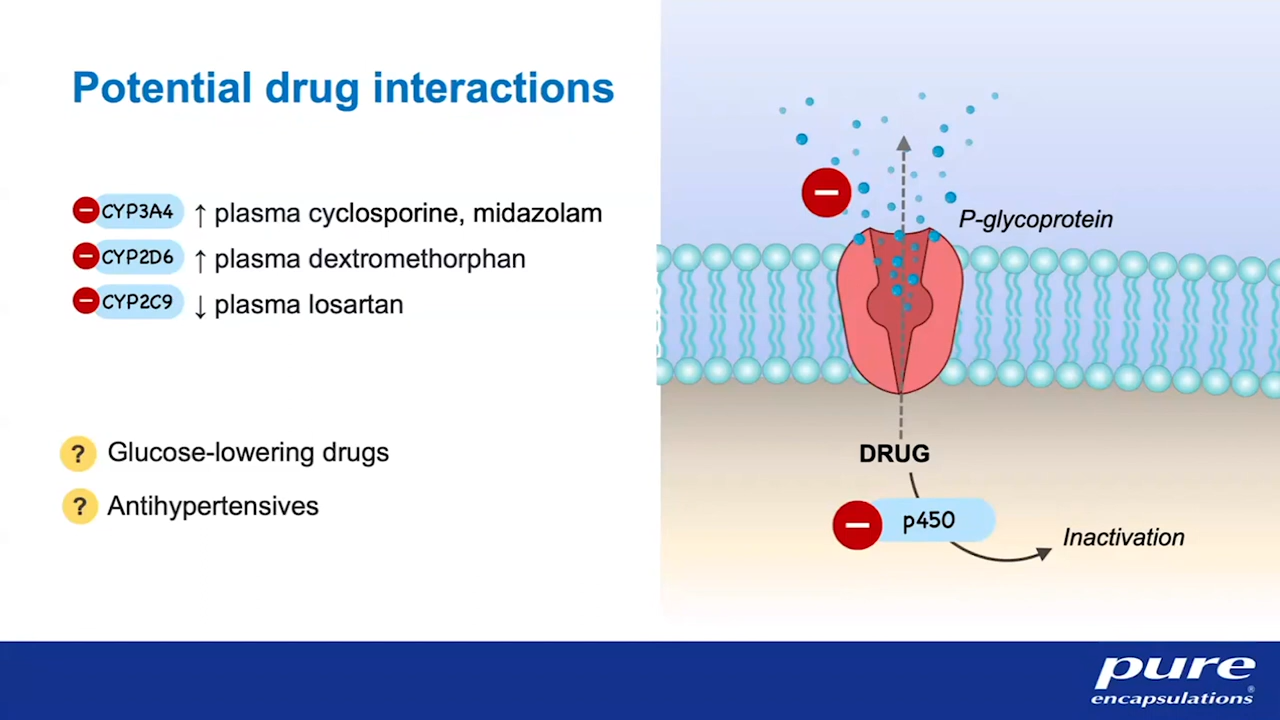 Potential drug interactions
− CYP3A4 ↑ plasma cyclosporine, midazolam
− CYP2D6 ↑ plasma dextromethorphan
− CYP2C9 ↓ plasma losartan
? Glucose-lowering drugs
? Antihypertensives
P-glycoprotein
DRUG
p450
Inactivation
pure
encapsulations®